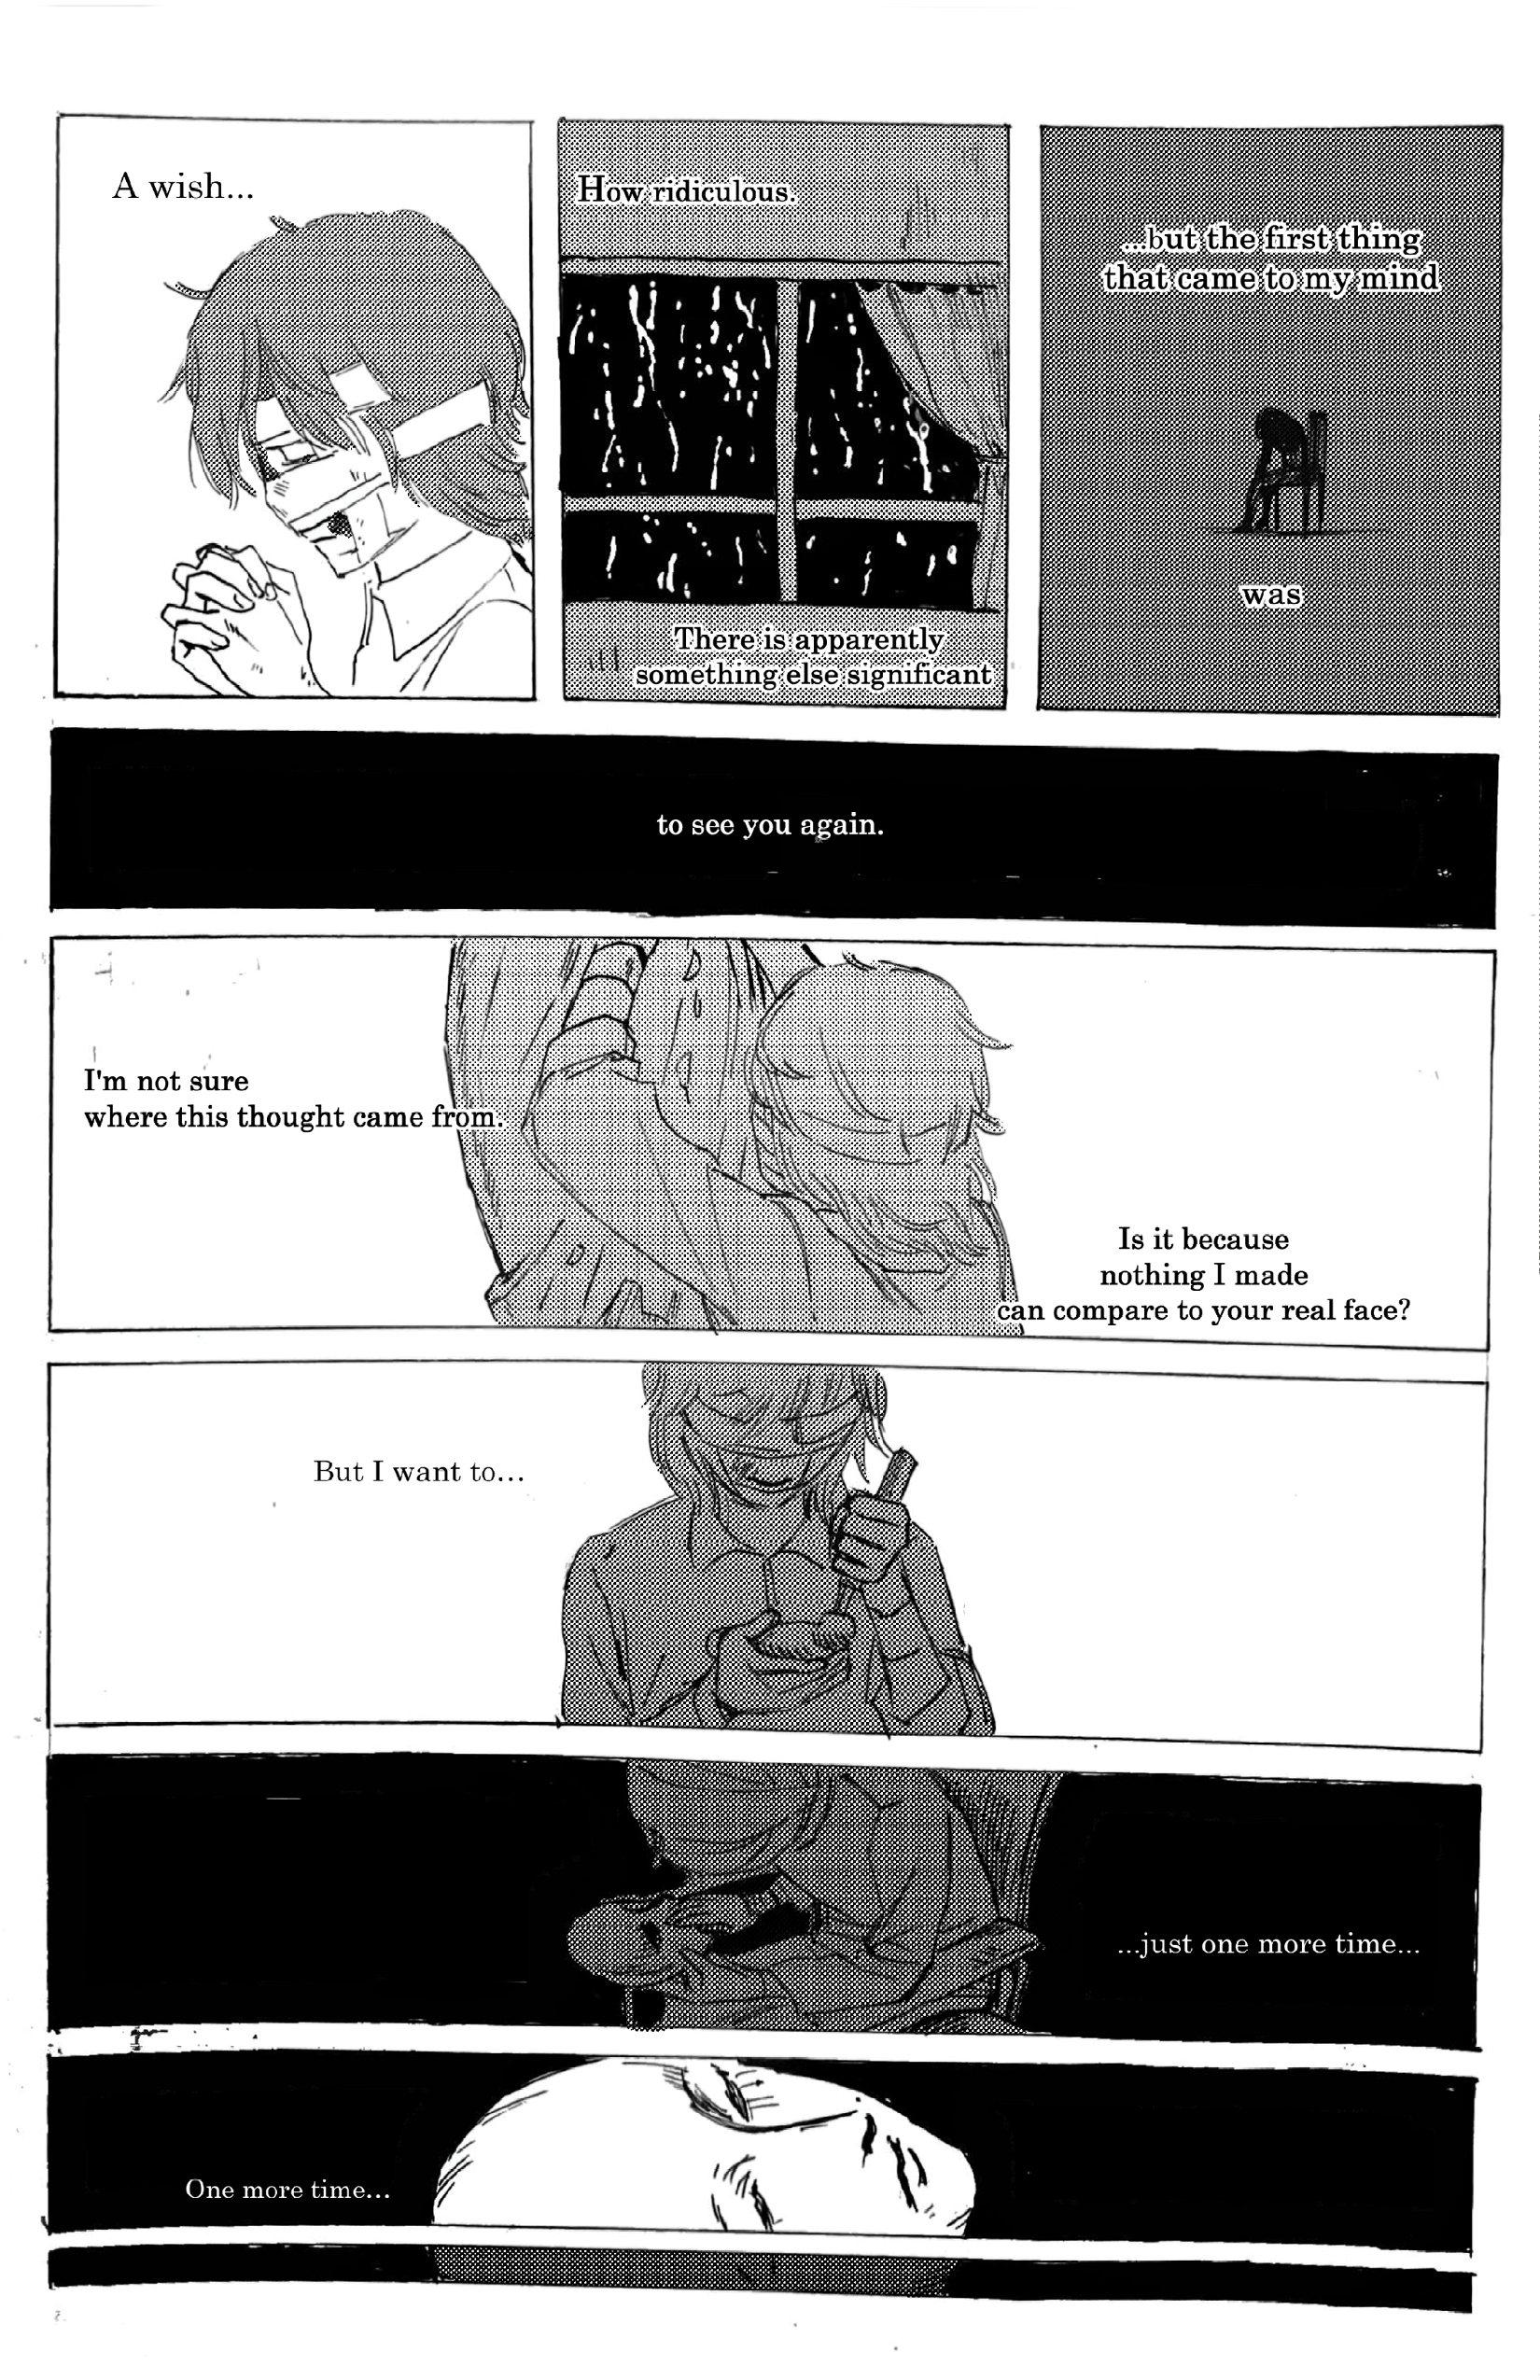 A wish...
How ridiculous.
There is apparently
something else significant
...but the first thing
that came to my mind
was
to see you again.
I'm not sure
where this thought came from.
Is it because
nothing I made
can compare to your real face?
But I want to...
...just one more time...
One more time...